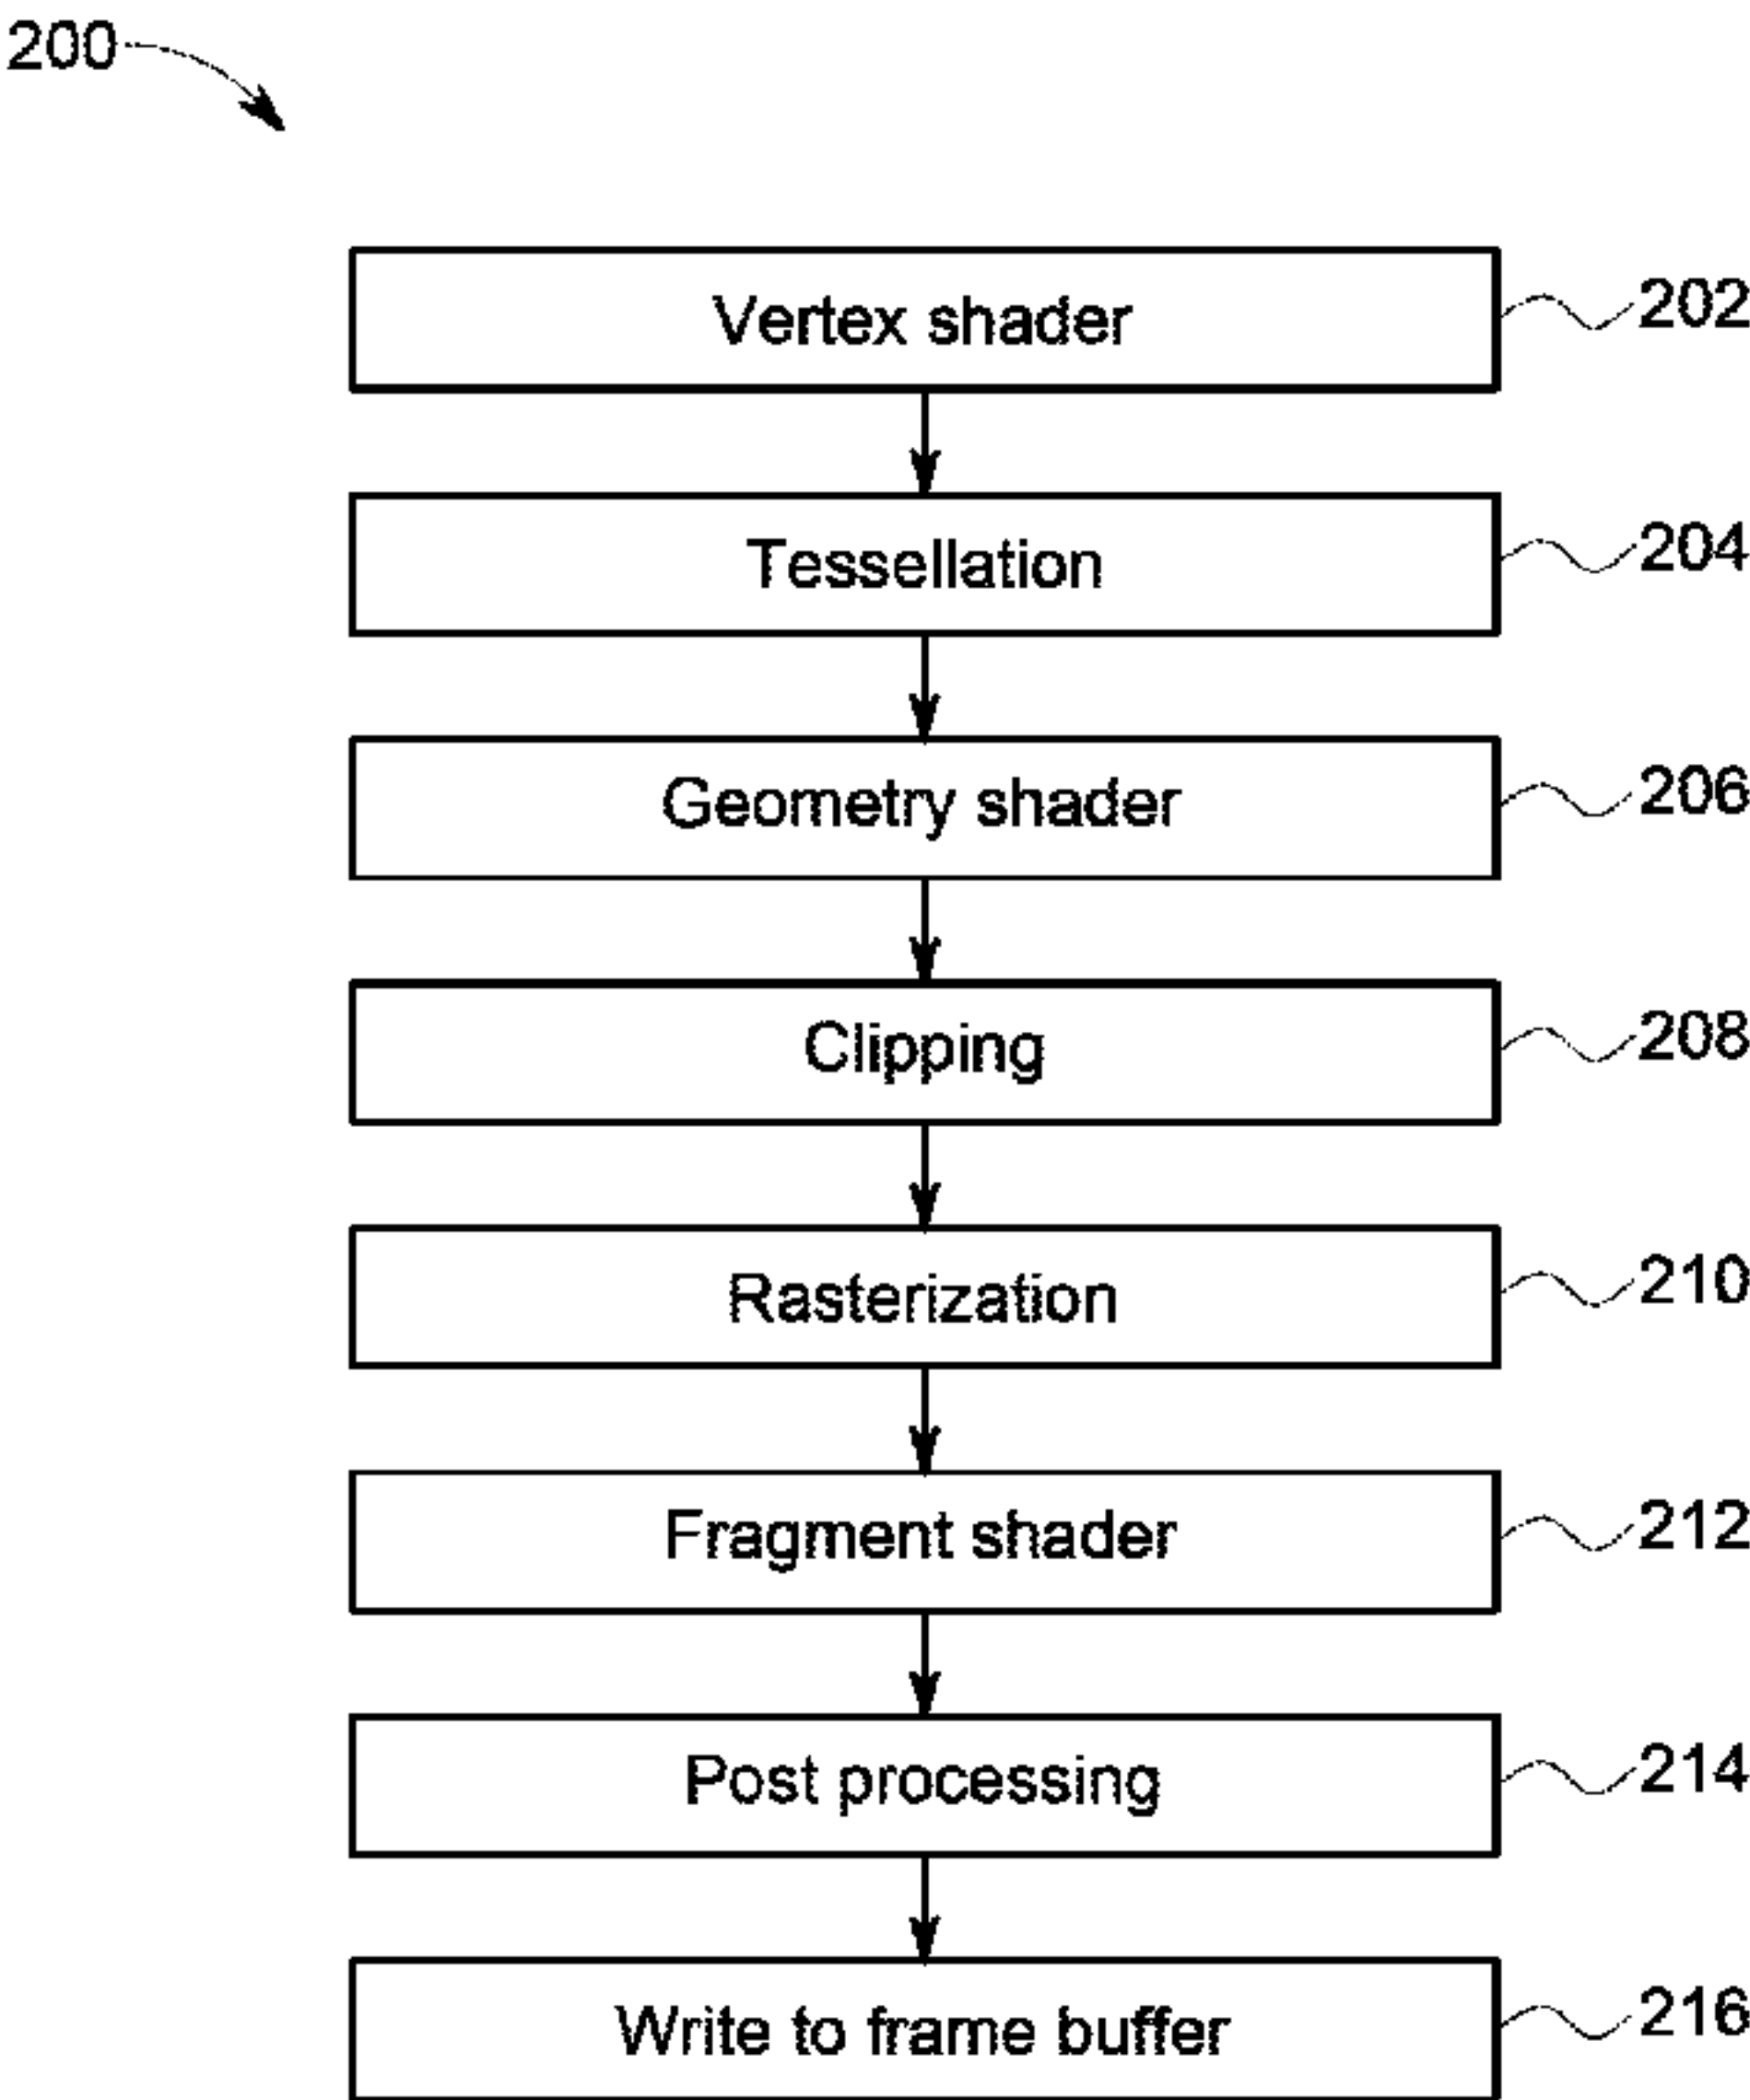 200
Vertex shader 202
Tessellation 204
Geometry shader 206
Clipping 208
Rasterization 210
Fragment shader 212
Post processing 214
Write to frame buffer 216